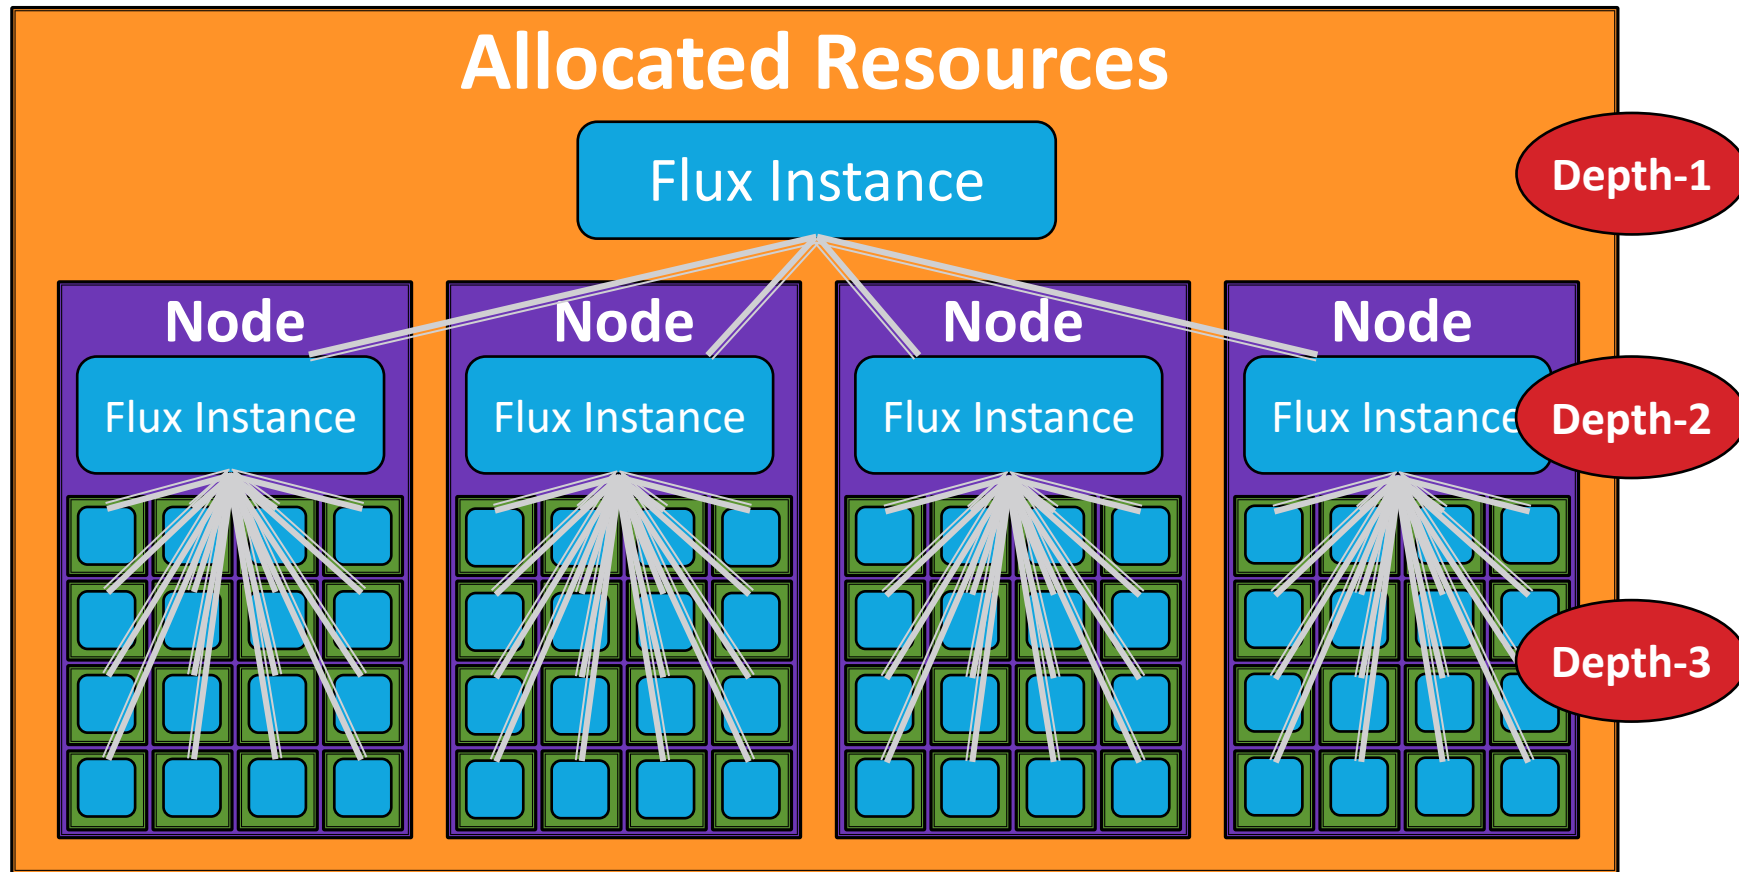 Allocated Resources
Flux Instance
Depth-1
Node
Node
Node
Node
Flux Instance
Flux Instance
Flux Instance
Flux Instance
Depth-2
Depth-3